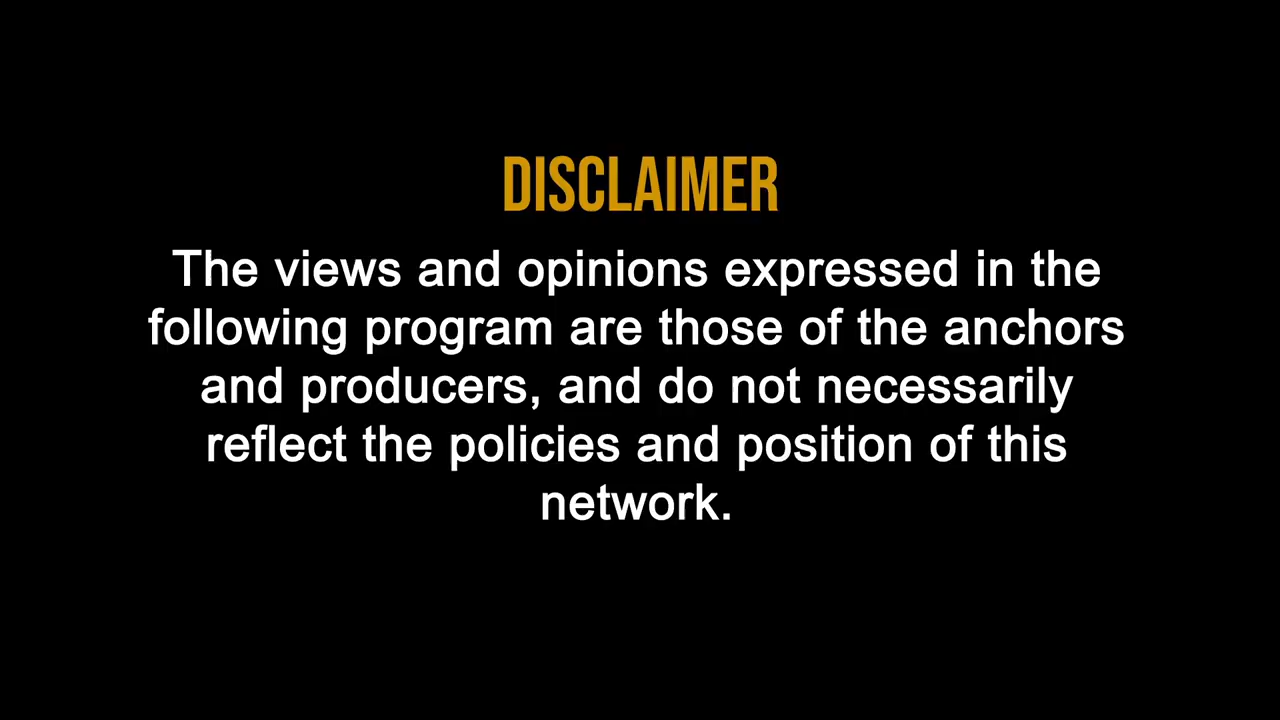 DISCLAIMER
The views and opinions expressed in the
following program are those of the anchors
and producers, and do not necessarily
reflect the policies and position of this
network.